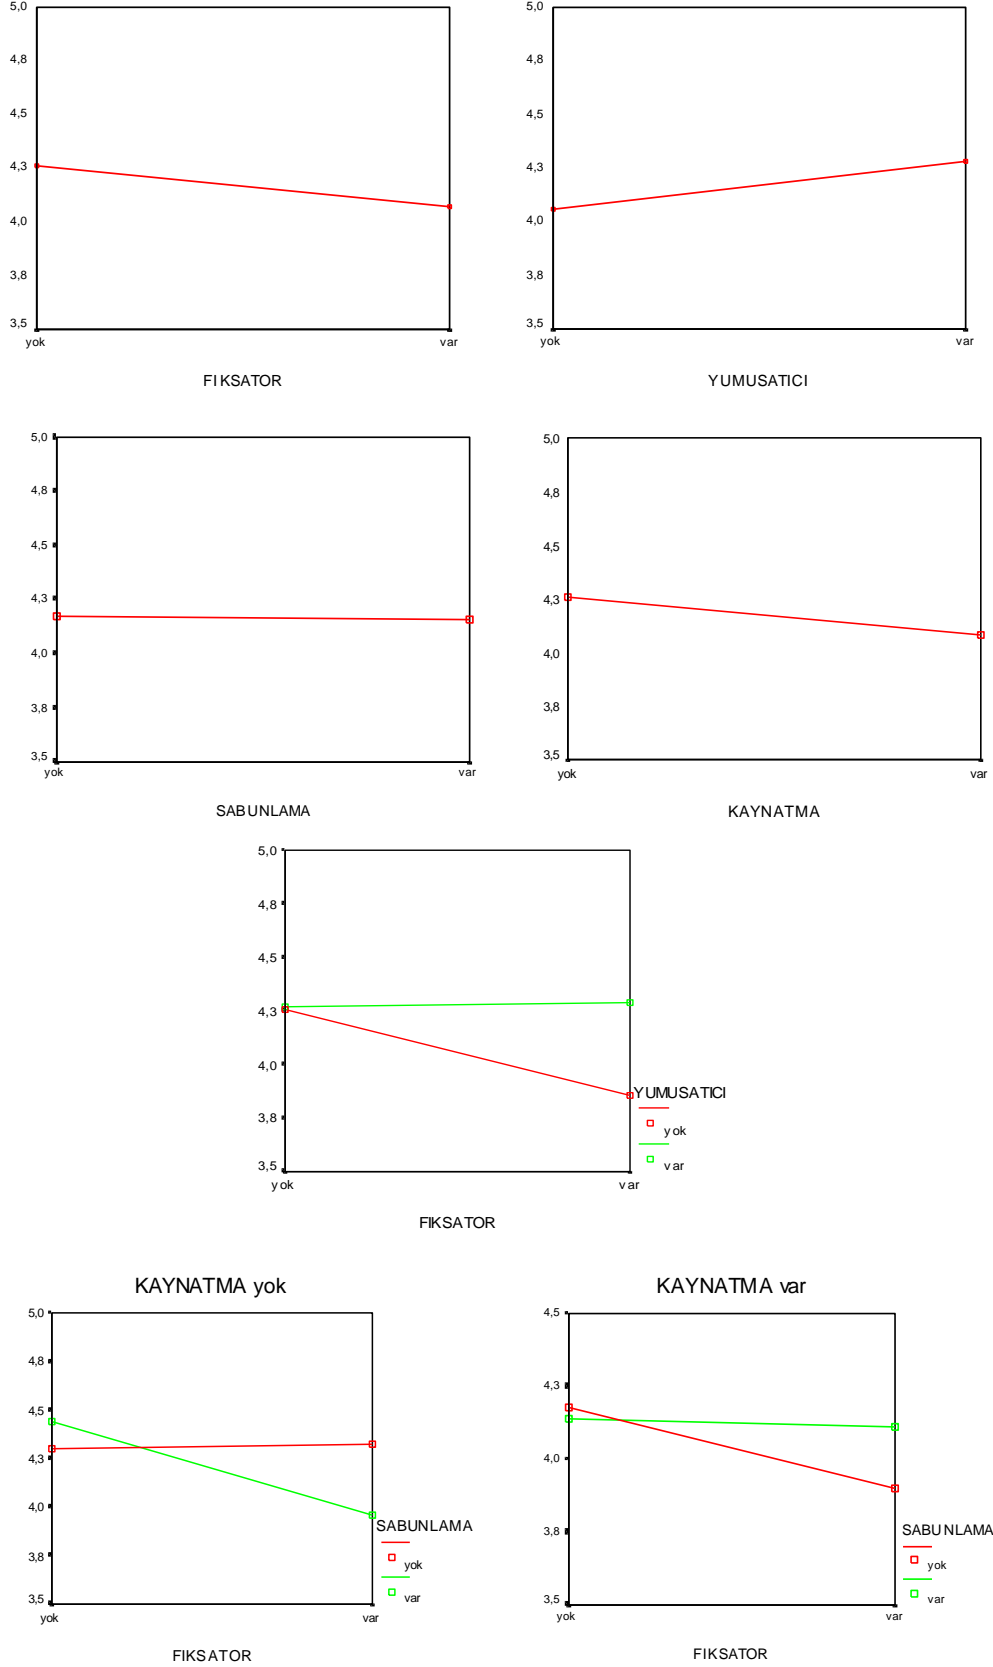 5,0
4,8
4,5
4,3
4,0
3,8
3,5
yok var
FIKSATOR
5,0
4,8
4,5
4,3
4,0
3,8
3,5
yok var
YUMUSATICI
5,0
4,8
4,5
4,3
4,0
3,8
3,5
yok var
SABUNLAMA
5,0
4,8
4,5
4,3
4,0
3,8
3,5
yok var
KAYNATMA
5,0
4,8
4,5
4,3
4,0
3,8
3,5
yok var
FIKSATOR
YUMUSATICI
yok
var
KAYNATMA yok
5,0
4,8
4,5
4,3
4,0
3,8
3,5
yok var
FIKSATOR
SABUNLAMA
yok
var
KAYNATMA var
4,5
4,3
4,0
3,8
3,5
yok var
FIKSATOR
SABUNLAMA
yok
var